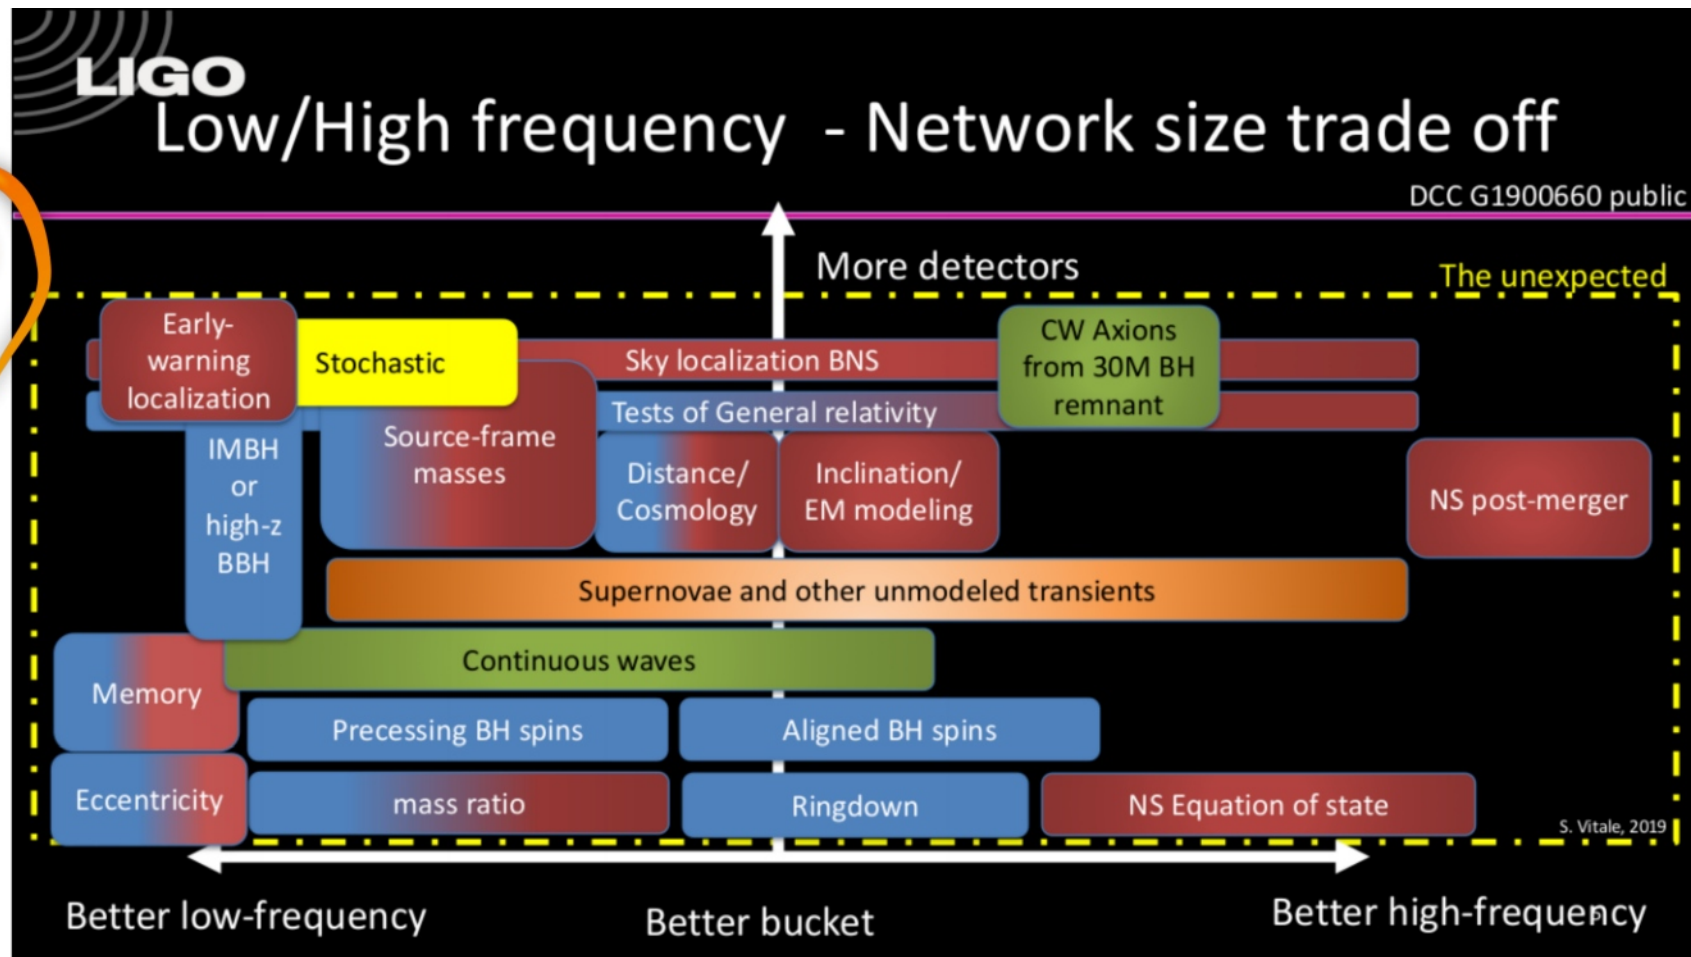 LIGO
Low/High frequency - Network size trade off
DCC G1900660 public
More detectors
The unexpected
Early-
warning
localization
Stochastic
Sky localization BNS
CW Axions
from 30M BH
remnant
Tests of General relativity
Source-frame
masses
IMBH
or
high-z
BBH
Distance/
Cosmology
Inclination/
EM modeling
NS post-merger
Supernovae and other unmodeled transients
Continuous waves
Memory
Precessing BH spins
Aligned BH spins
Eccentricity
mass ratio
Ringdown
NS Equation of state
S. Vitale, 2019
Better low-frequency
Better bucket
Better high-frequency